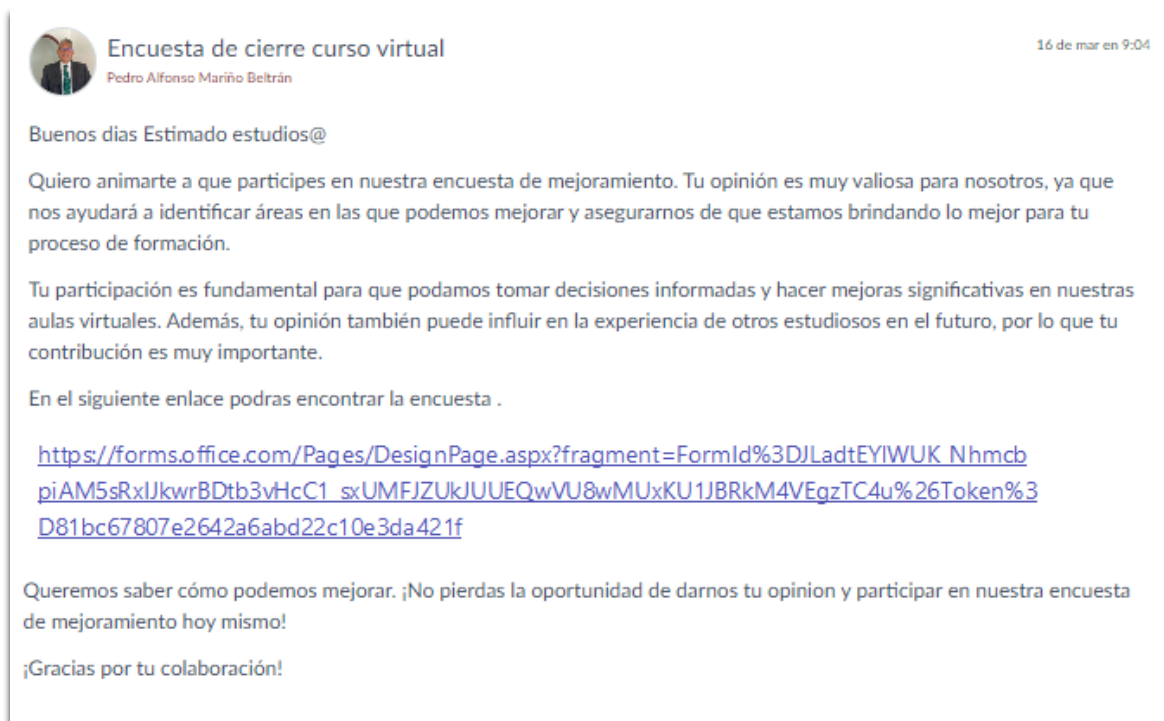 Encuesta de cierre curso virtual
16 de mar en 9:04
Pedro Alfonso Mariño Beltrán
Buenos dias Estimado estudios@
Quiero animarte a que participes en nuestra encuesta de mejoramiento. Tu opinión es muy valiosa para nosotros, ya que
nos ayudará a identificar áreas en las que podemos mejorar y asegurarnos de que estamos brindando lo mejor para tu
proceso de formación.
Tu participación es fundamental para que podamos tomar decisiones informadas y hacer mejoras significativas en nuestras
aulas virtuales. Además, tu opinión también puede influir en la experiencia de otros estudiosos en el futuro, por lo que tu
contribución es muy importante.
En el siguiente enlace podras encontrar la encuesta .
https://forms.office.com/Pages/DesignPage.aspx?fragment=FormId%3DJLadtEYIWUK_Nhmcb
piAM5sRxIJkwrBDtb3vHcC1_sxUMFJZUkJUUEQwVU8wMUxKU1JBRkM4VEgzTC4u%26Token%3
D81bc67807e2642a6abd22c10e3da421f
Queremos saber cómo podemos mejorar. ¡No pierdas la oportunidad de darnos tu opinion y participar en nuestra encuesta
de mejoramiento hoy mismo!
¡Gracias por tu colaboración!